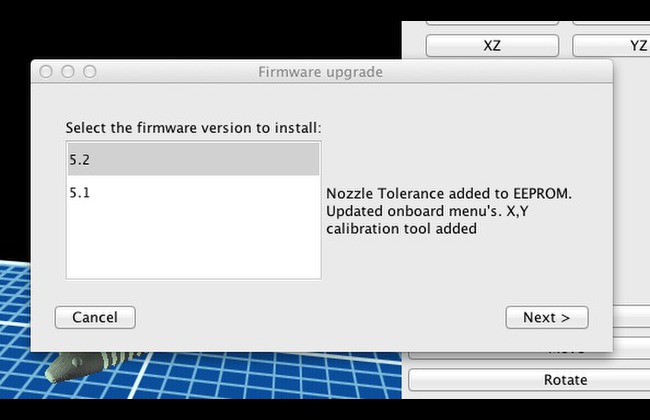 XZ
YZ
Firmware upgrade
Select the firmware version to install:
5.2
5.1
Nozzle Tolerance added to EEPROM.
Updated onboard menu's. X,Y
calibration tool added
Cancel
Next >
Rotate